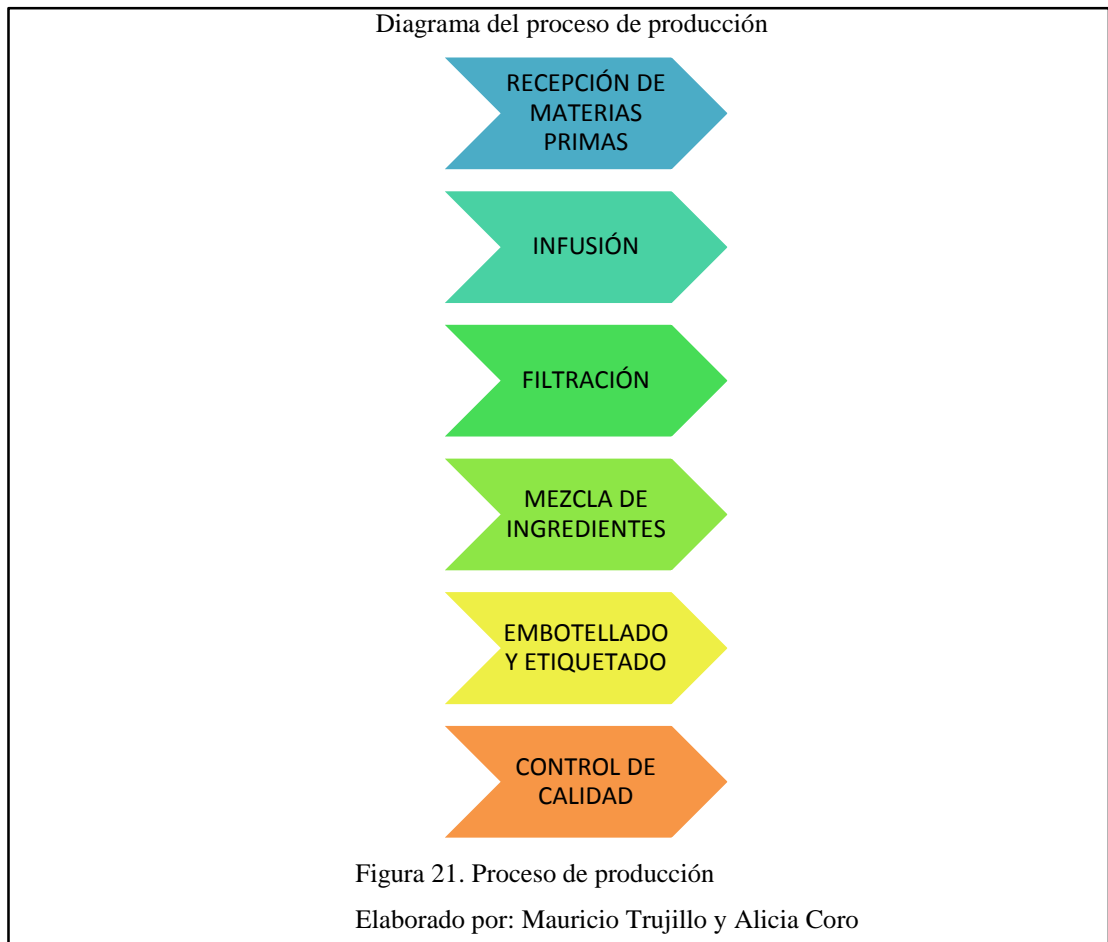 Diagrama del proceso de producción
RECEPCIÓN DE
MATERIAS
PRIMAS
INFUSIÓN
FILTRACIÓN
MEZCLA DE
INGREDIENTES
EMBOTELLADO
Y ETIQUETADO
CONTROL DE
CALIDAD
Figura 21. Proceso de producción
Elaborado por: Mauricio Trujillo y Alicia Coro